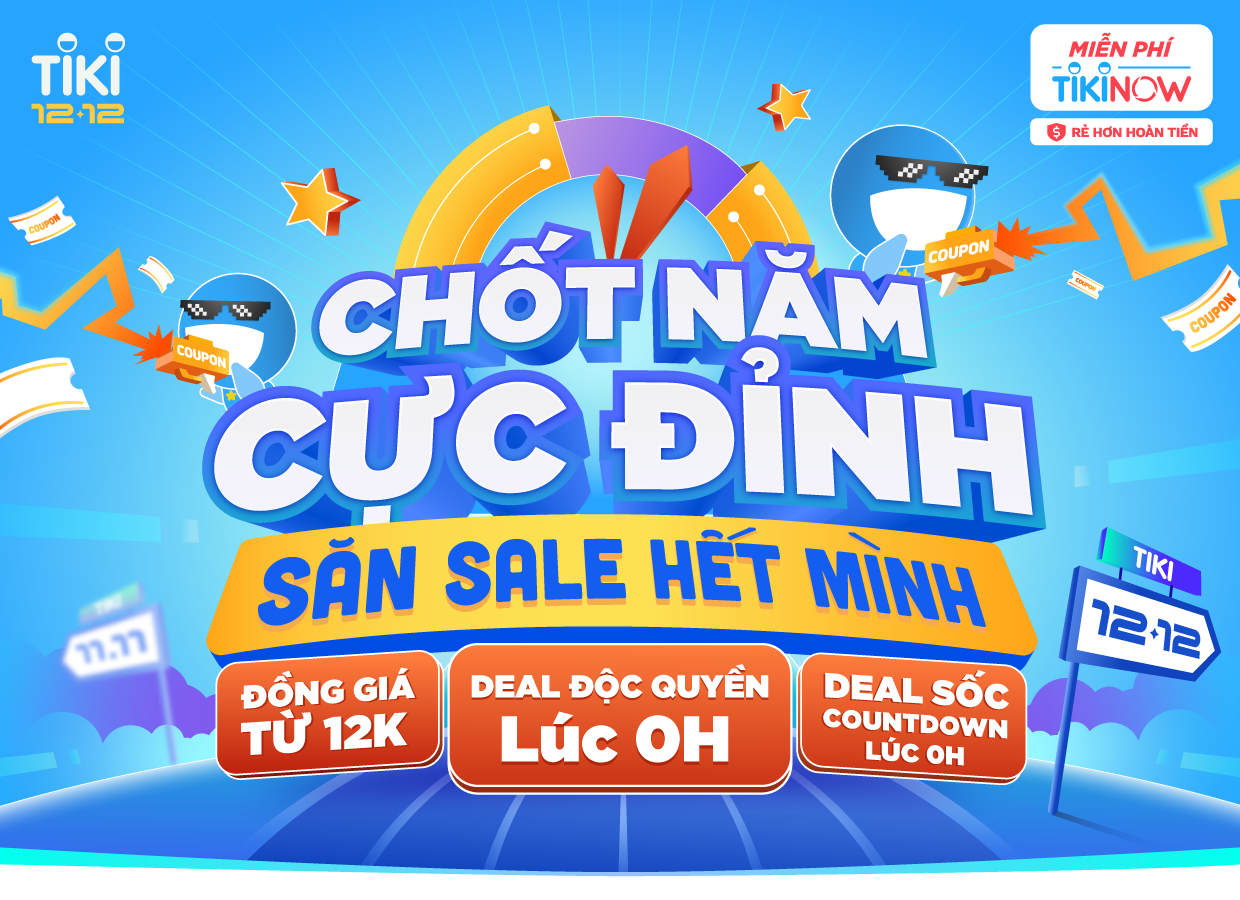 TIKI
12.12
MIỄN PHÍ
TIKINOW
RẺ HƠN HOÀN TIỀN
COUPON
COUPON
COUPON
COUPON
COUPON
CHỐT NĂM
CỰC ĐỈNH
SĂN SALE HẾT MÌNH
TIKI
12.12
TIKI
11.11
ĐỒNG GIÁ
TỪ 12K
DEAL ĐỘC QUYỀN
Lúc 0H
DEAL SỐC
COUNTDOWN
LÚC 0H